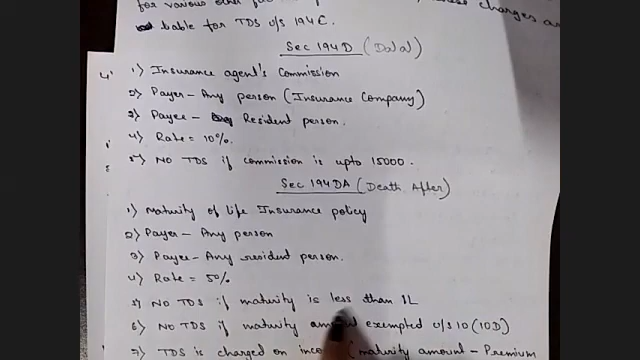 for various other
charges are
liable for TDS U/s 194C.
Sec 194D (Dalal)
1) Insurance agent's Commission
2) Payer - Any person (Insurance Company)
3) Payee - Resident person.
4) Rate = 10%.
5) NO TDS if commission is upto 15000.
Sec 194DA (Death After)
1) Maturity of life Insurance policy
2) Payer - Any person
3) Payee - Any resident person.
4) Rate = 5%
5) NO TDS if maturity is less than 1L
6) NO TDS if maturity amount exempted U/S 10 (10D)
7) TDS is charged on maturity amount - Premium